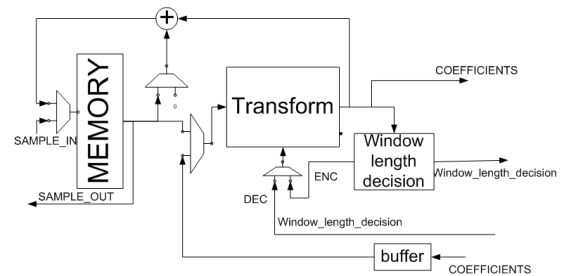 +
COEFFICIENTS
0
MEMORY
Transform
SAMPLE_IN
Window
length
decision
ENC
Window_length_decision
DEC
SAMPLE_OUT
Window_length_decision
buffer
COEFFICIENTS